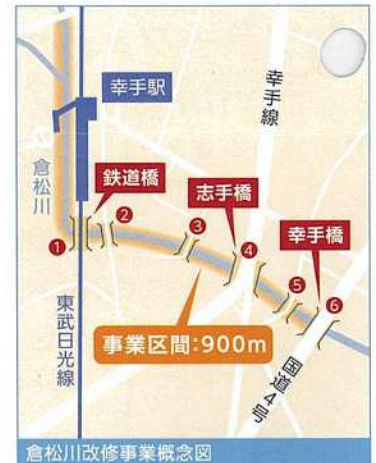 幸手駅
幸手線
倉松川
鉄道橋
志手橋
幸手橋
1
2
3
4
5
6
東武日光線
事業区間:900m
国道4号
倉松川改修事業概念図